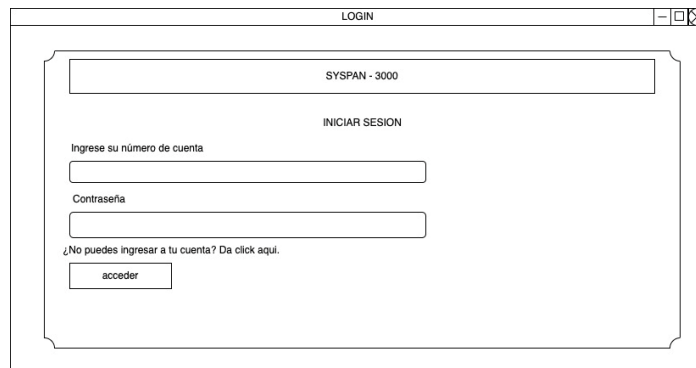 LOGIN
SYSPAN - 3000
INICIAR SESION
Ingrese su número de cuenta
Contraseña
¿No puedes ingresar a tu cuenta? Da click aqui.
acceder